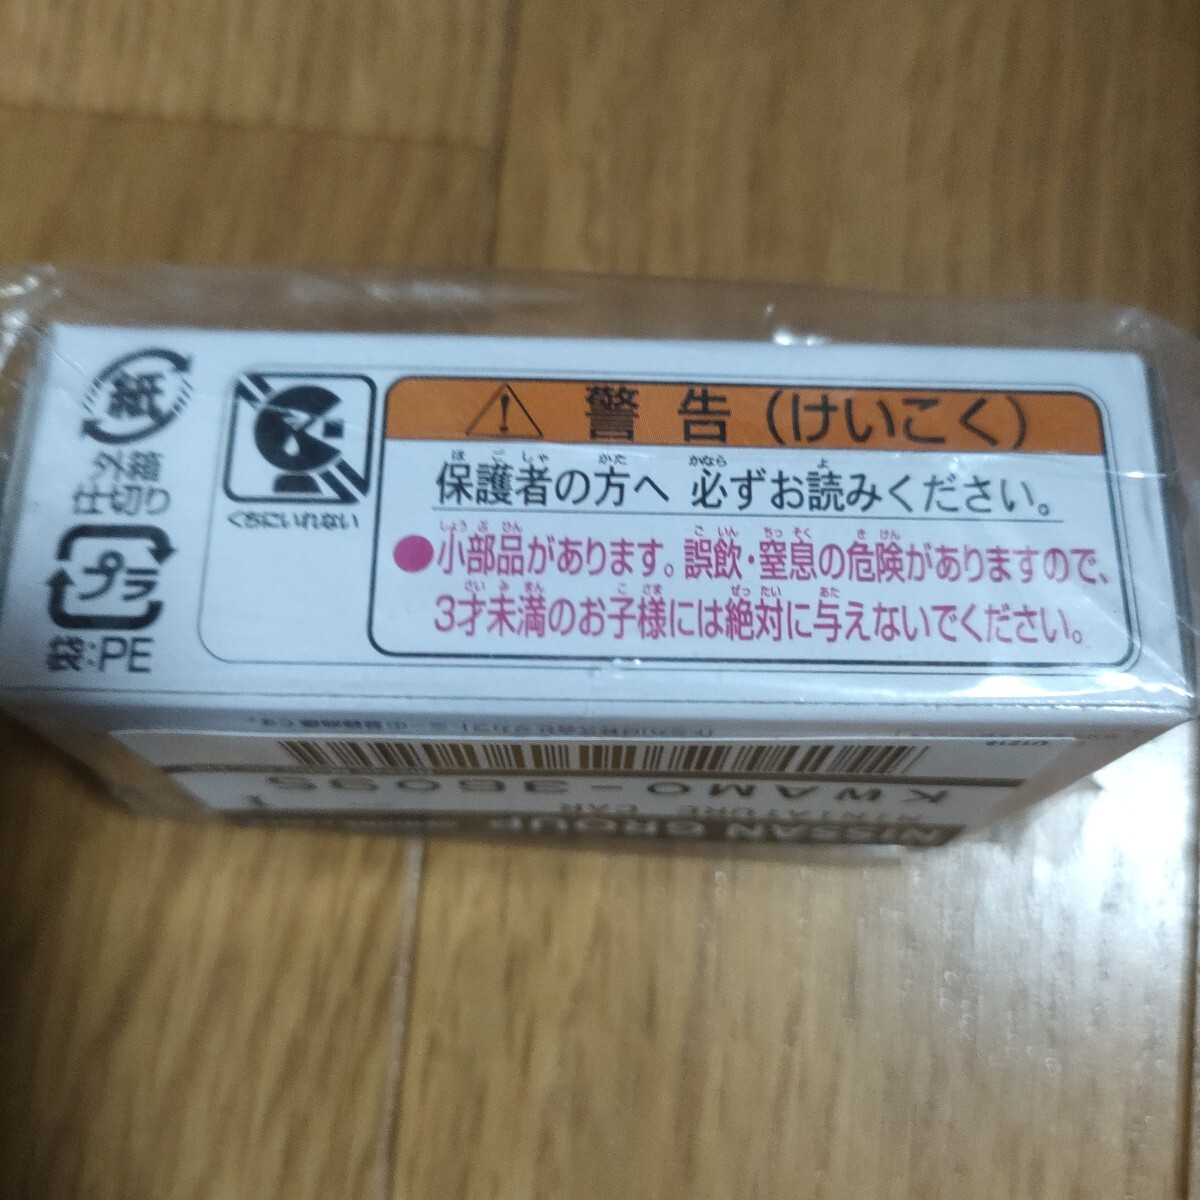 紙
外箱
仕切り
プラ
袋:PE
くちにいれない
警告(けいこく)
保護者の方へ 必ずお読みください。
●小部品があります。誤飲・窒息の危険がありますので、
3才未満のお子様には絶対に与えないでください。
KWAMO-
MINIATURE CAR
NISSAN GROUP